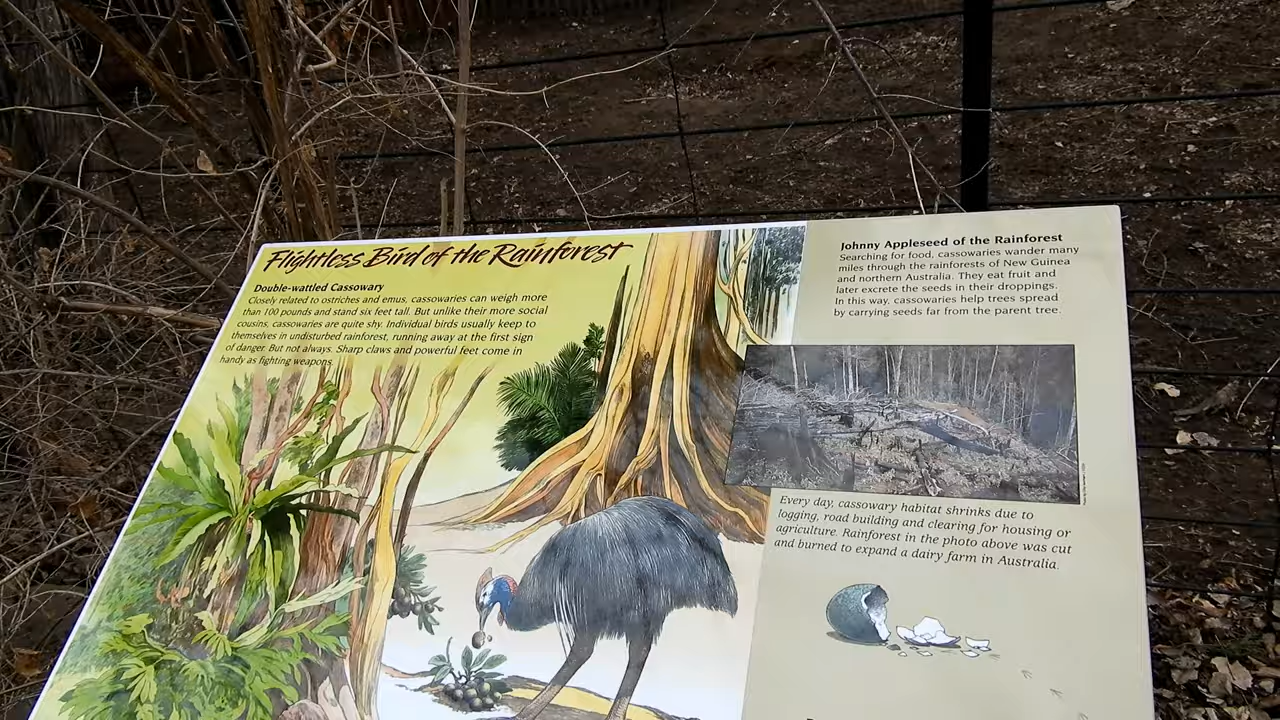 Flightless Bird of the Rainforest
Double-wattled Cassowary
Closely related to ostriches and emus, cassowaries can weigh more
than 100 pounds and stand six feet tall. But unlike their more social
cousins, cassowaries are quite shy. Individual birds usually keep to
themselves in undisturbed rainforest, running away at the first sign
of danger. But not always. Sharp claws and powerful feet come in
handy as fighting weapons.
Johnny Appleseed of the Rainforest
Searching for food, cassowaries wander many
miles through the rainforests of New Guinea
and northern Australia. They eat fruit and
later excrete the seeds in their droppings.
In this way, cassowaries help trees spread
by carrying seeds far from the parent tree.
Every day, cassowary habitat shrinks due to
logging, road building and clearing for housing or
agriculture. Rainforest in the photo above was cut
and burned to expand a dairy farm in Australia.